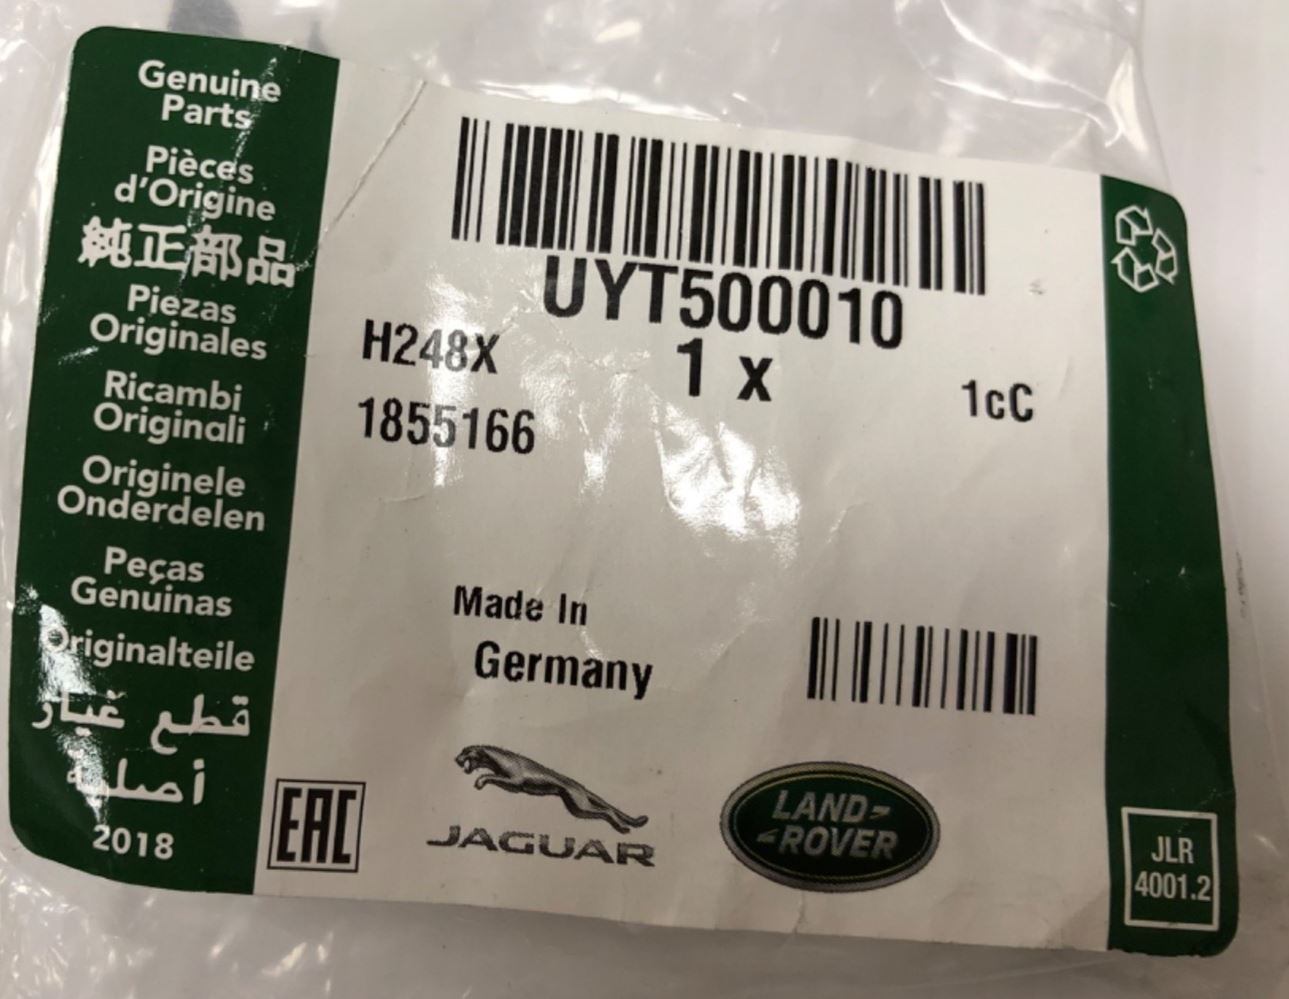 Genuine
Parts
Pièces
d'Origine
純正部品
Piezas
Originales
Ricambi
Originali
Originele
Onderdelen
Peças
Genuinas
Originalteile
قطع غيار
أصلية
2018
UYT500010
H248X
1 x
1cC
1855166
Made In
Germany
EAC
JAGUAR
LAND-
-ROVER
JLR
4001.2